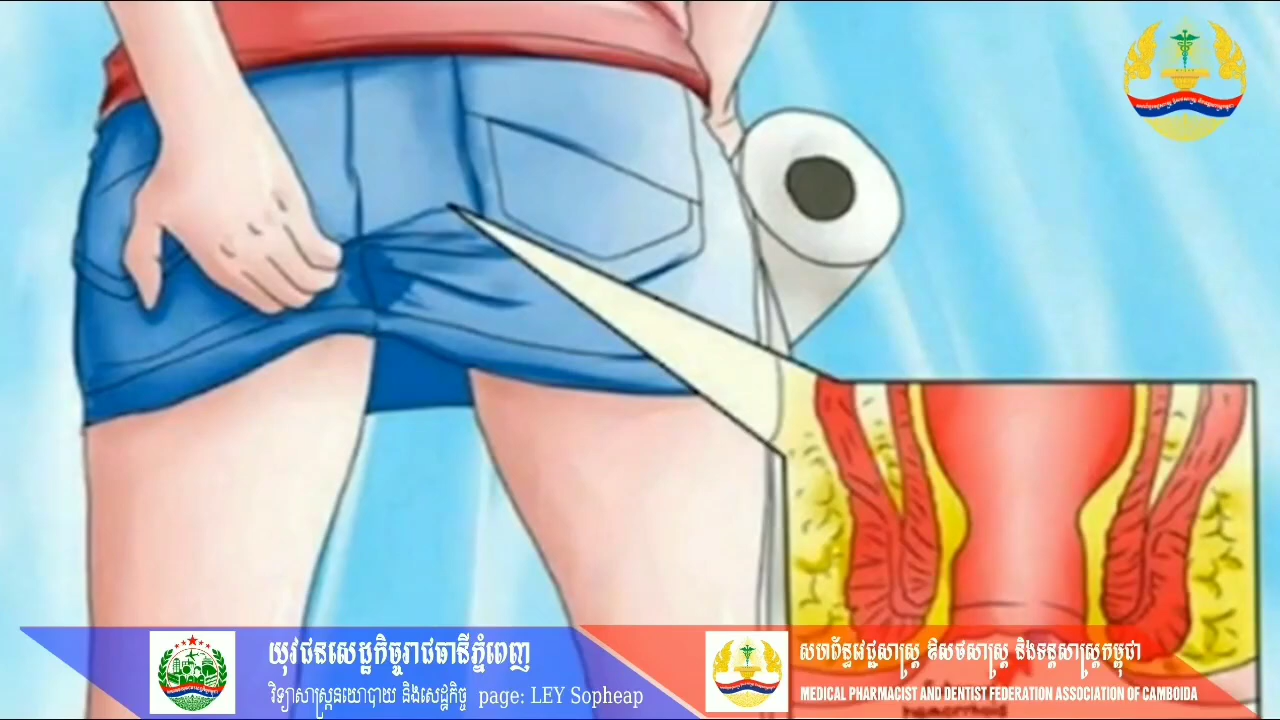 យុវជនសេដ្ឋកិច្ចរាជធានីភ្នំពេញ
វិទ្យាសាស្ត្រនយោបាយ និងសេដ្ឋកិច្ច page: LEY Sopheap
សហព័ន្ធវេជ្ជសាស្ត្រ ឱសថសាស្ត្រ និងទន្តសាស្ត្រកម្ពុជា
MEDICAL PHARMACIST AND DENTIST FEDERATION ASSOCIATION OF CAMBODIA